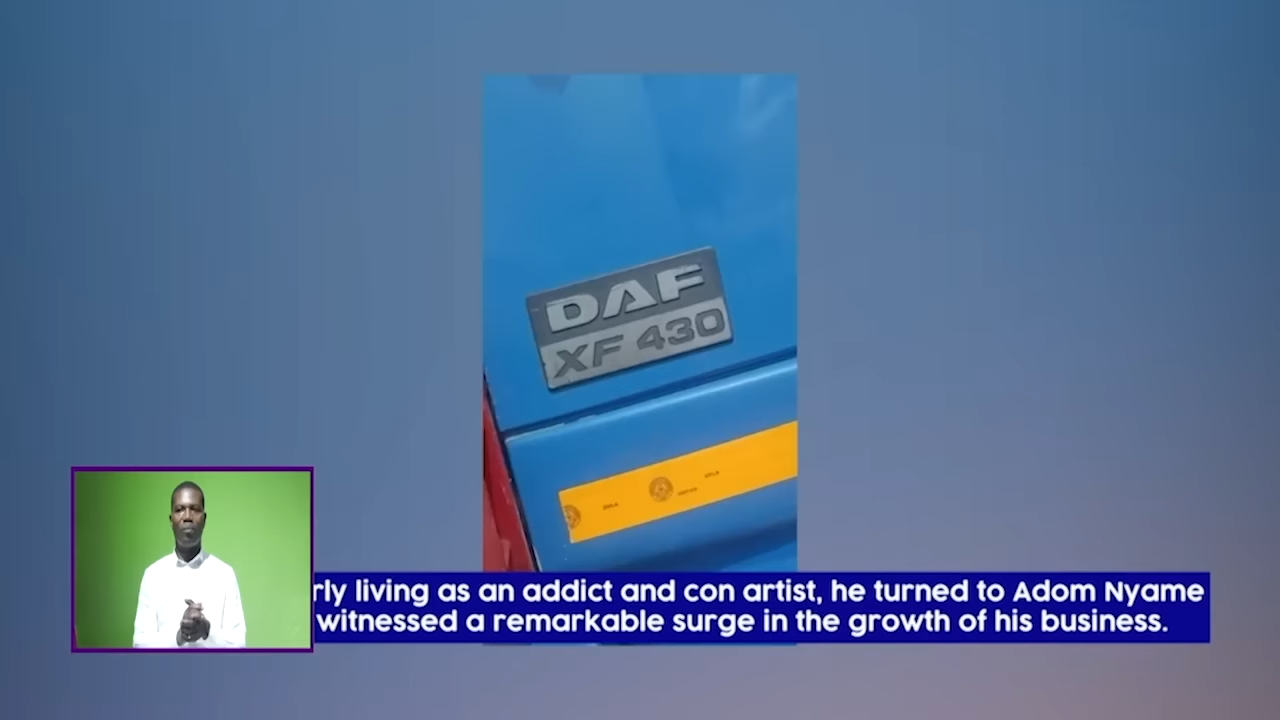 DAF
XF 430
rly living as an addict and con artist, he turned to Adom Nyame
witnessed a remarkable surge in the growth of his business.